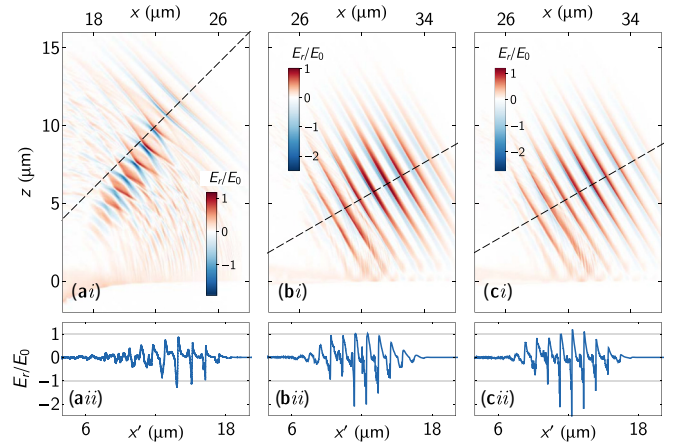 x (μm) x (μm) x (μm)
18 26 26 34 26 34
15
10
5
0
z (μm)
E_r/E_0
1
0
−1
(ai)
E_r/E_0
1
0
−1
−2
(bi)
E_r/E_0
1
0
−1
−2
(ci)
E_r/E_0
1
0
−1
−2
(aii) (bii) (cii)
6 18 6 18 6 18
x′ (μm) x′ (μm) x′ (μm)